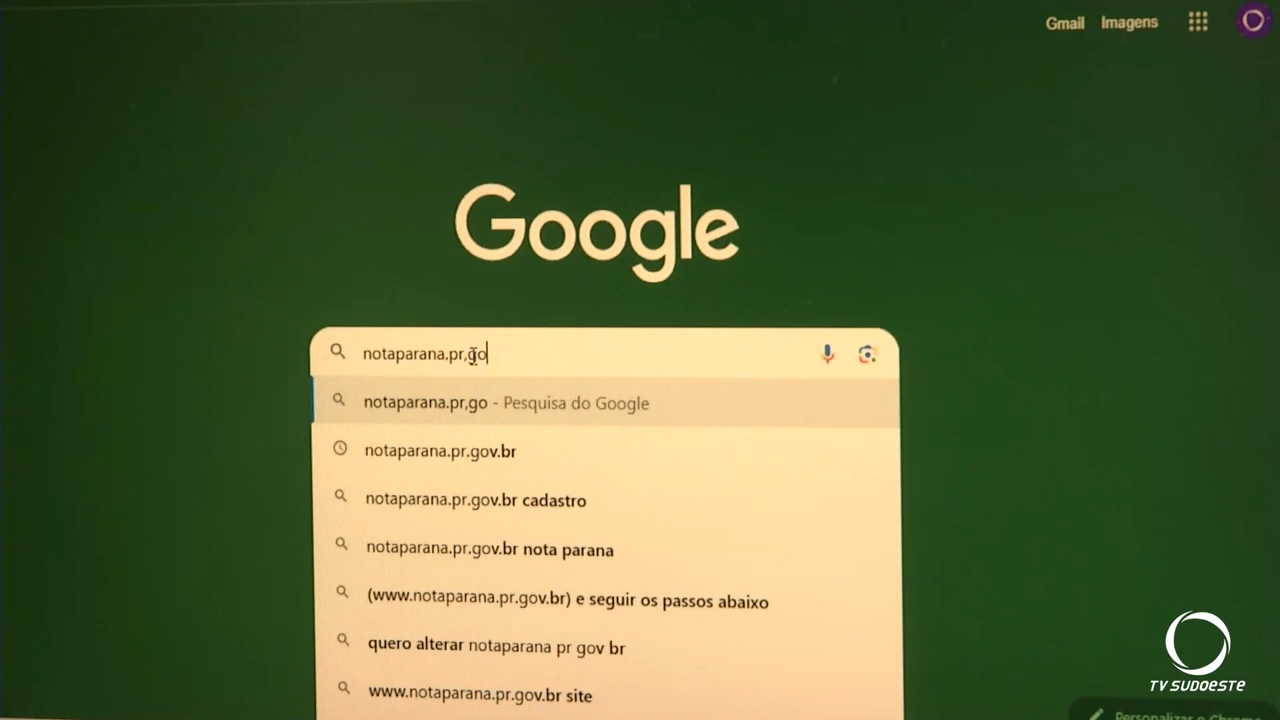 Gmail Imagens
Google
notaparana.pr,go
notaparana.pr,go - Pesquisa do Google
notaparana.pr.gov.br
notaparana.pr.gov.br cadastro
notaparana.pr.gov.br nota parana
(www.notaparana.pr.gov.br) e seguir os passos abaixo
quero alterar notaparana pr gov br
www.notaparana.pr.gov.br site
TV SUDOESTE
Personalizar o Chrome